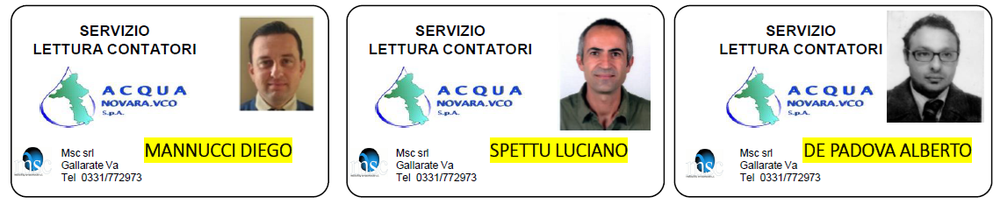 SERVIZIO
LETTURA CONTATORI
ACQUA
NOVARA.VCO
S.p.A.
MANNUCCI DIEGO
msc
Msc srl
Gallarate Va
Tel 0331/772973
SERVIZIO
LETTURA CONTATORI
ACQUA
NOVARA.VCO
S.p.A.
SPETTU LUCIANO
msc
Msc srl
Gallarate Va
Tel 0331/772973
SERVIZIO
LETTURA CONTATORI
ACQUA
NOVARA.VCO
S.p.A.
DE PADOVA ALBERTO
msc
Msc srl
Gallarate Va
Tel 0331/772973